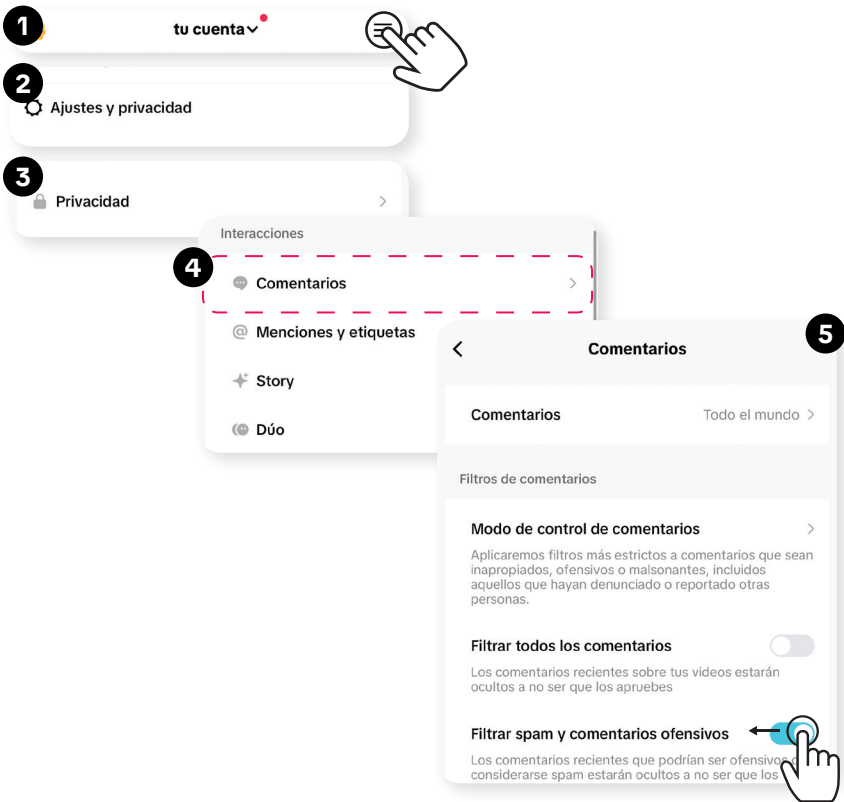 1
tu cuenta
2
Ajustes y privacidad
3
Privacidad
Interacciones
4
Comentarios
@ Menciones y etiquetas
Story
Dúo
5
Comentarios
Comentarios
Todo el mundo
Filtros de comentarios
Modo de control de comentarios
Aplicaremos filtros más estrictos a comentarios que sean
inapropiados, ofensivos o malsonantes, incluidos
aquellos que hayan denunciado o reportado otras
personas.
Filtrar todos los comentarios
Los comentarios recientes sobre tus videos estarán
ocultos a no ser que los apruebes
Filtrar spam y comentarios ofensivos
Los comentarios recientes que podrían ser ofensivos
considerarse spam estarán ocultos a no ser que los